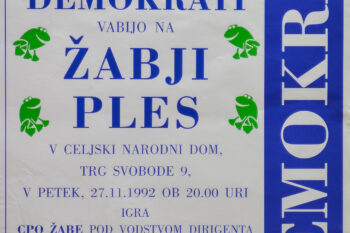 DEMOKRATI
VABIJO NA
ŽABJI
PLES
V CELJSKI NARODNI DOM,
TRG SVOBODE 9,
V PETEK, 27.11.1992 OB 20.00 URI
IGRA
CPO ŽABE POD VODSTVOM DIRIGENTA
EMOKRA